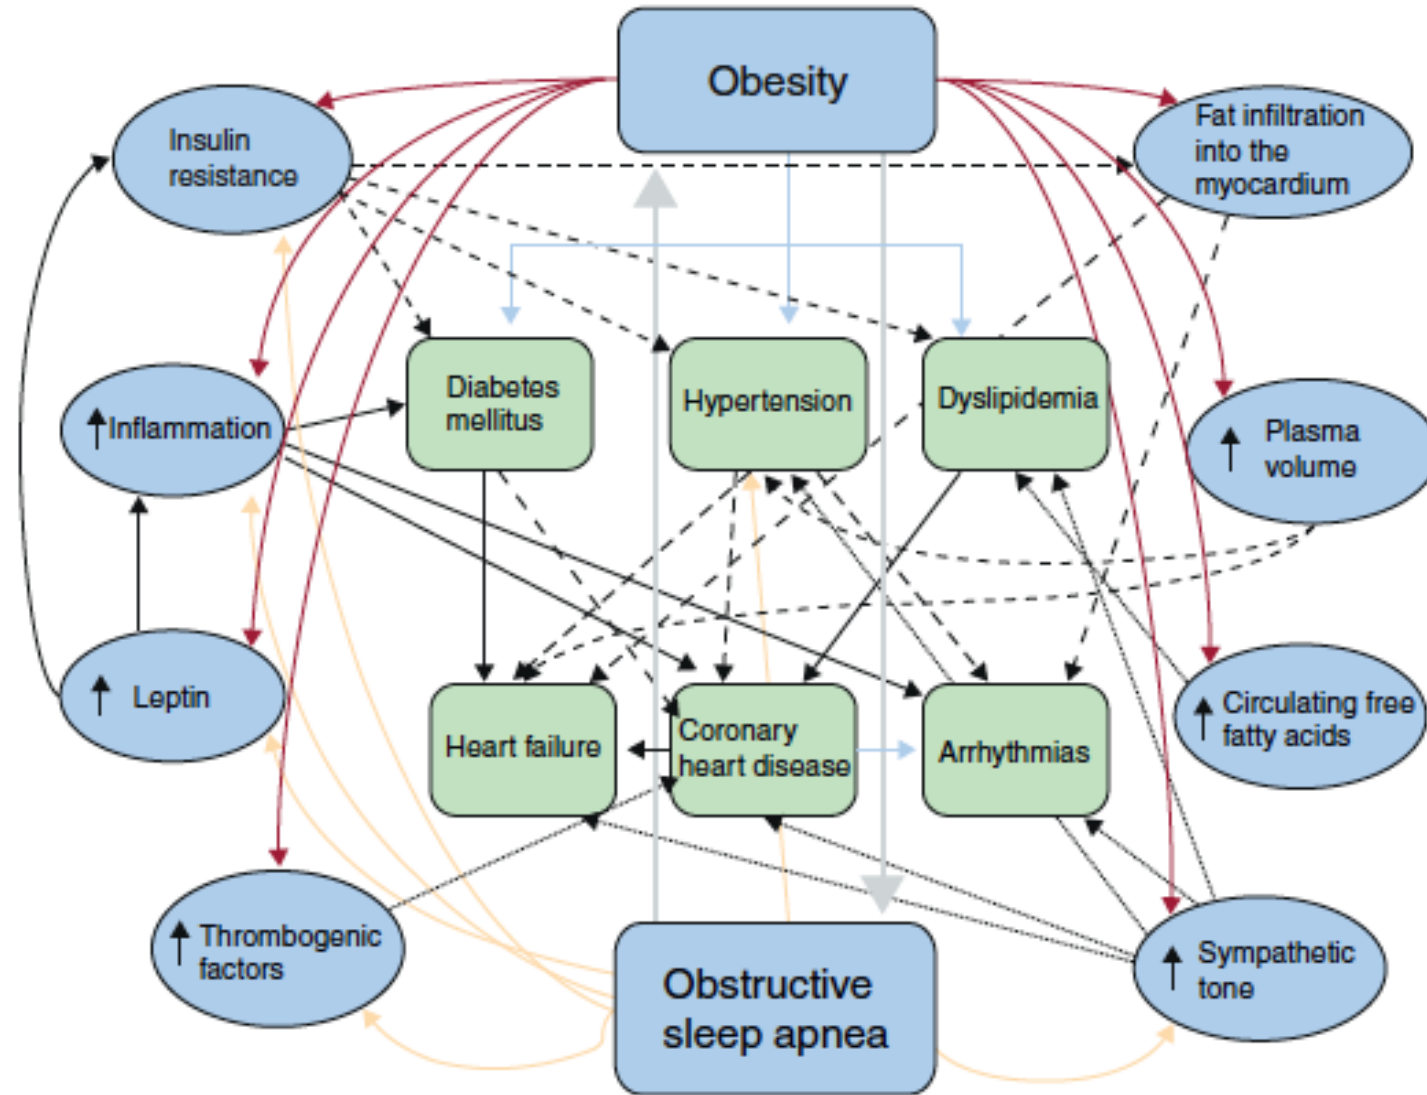 Obesity
Insulin
resistance
Fat infiltration
into the
myocardium
Diabetes
mellitus
Hypertension
Dyslipidemia
↑Inflammation
↑ Plasma
volume
↑ Leptin
Heart failure
Coronary
heart disease
Arrhythmias
↑ Circulating free
fatty acids
↑ Thrombogenic
factors
Obstructive
sleep apnea
↑ Sympathetic
tone